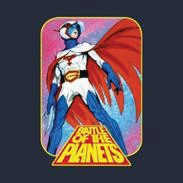 BATTLE
OF THE
PLANETS